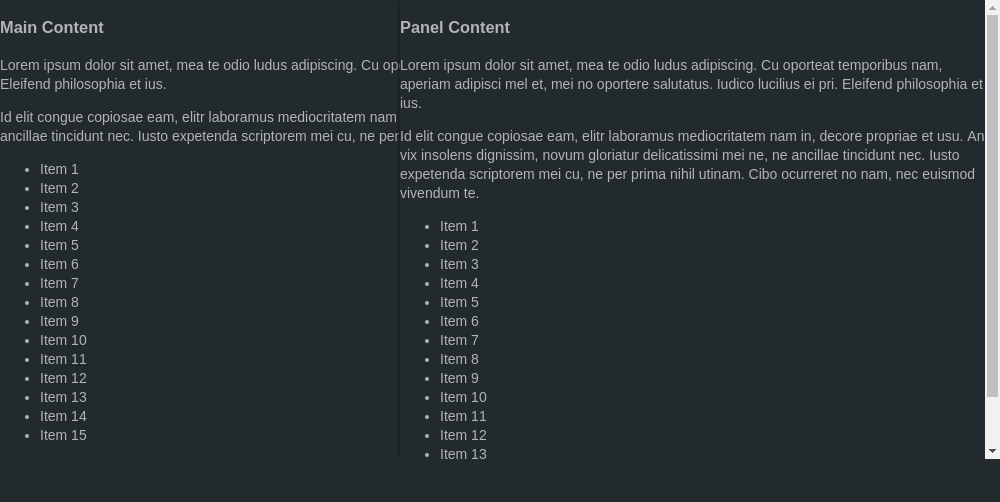 Main Content
Lorem ipsum dolor sit amet, mea te odio ludus adipiscing. Cu op
Eleifend philosophia et ius.
Id elit congue copiosae eam, elitr laboramus mediocritatem nam
ancillae tincidunt nec. Iusto expetenda scriptorem mei cu, ne per
Item 1
Item 2
Item 3
Item 4
Item 5
Item 6
Item 7
Item 8
Item 9
Item 10
Item 11
Item 12
Item 13
Item 14
Item 15
Panel Content
Lorem ipsum dolor sit amet, mea te odio ludus adipiscing. Cu oporteat temporibus nam,
aperiam adipisci mel et, mei no oportere salutatus. Iudico lucilius ei pri. Eleifend philosophia et
ius.
Id elit congue copiosae eam, elitr laboramus mediocritatem nam in, decore propriae et usu. An
vix insolens dignissim, novum gloriatur delicatissimi mei ne, ne ancillae tincidunt nec. Iusto
expetenda scriptorem mei cu, ne per prima nihil utinam. Cibo ocurreret no nam, nec euismod
vivendum te.
Item 1
Item 2
Item 3
Item 4
Item 5
Item 6
Item 7
Item 8
Item 9
Item 10
Item 11
Item 12
Item 13